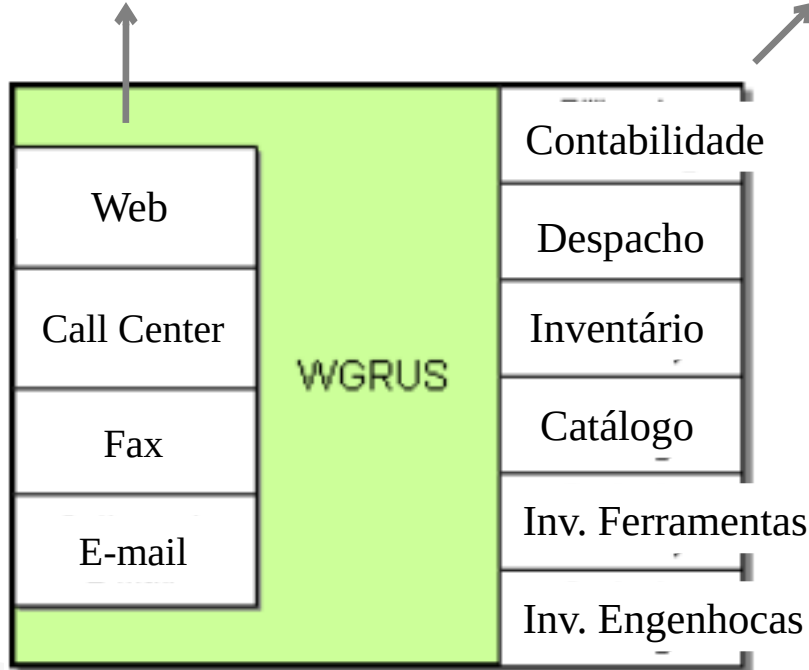 Web
Call Center
Fax
E-mail
WGRUS
Contabilidade
Despacho
Inventário
Catálogo
Inv. Ferramentas
Inv. Engenhocas